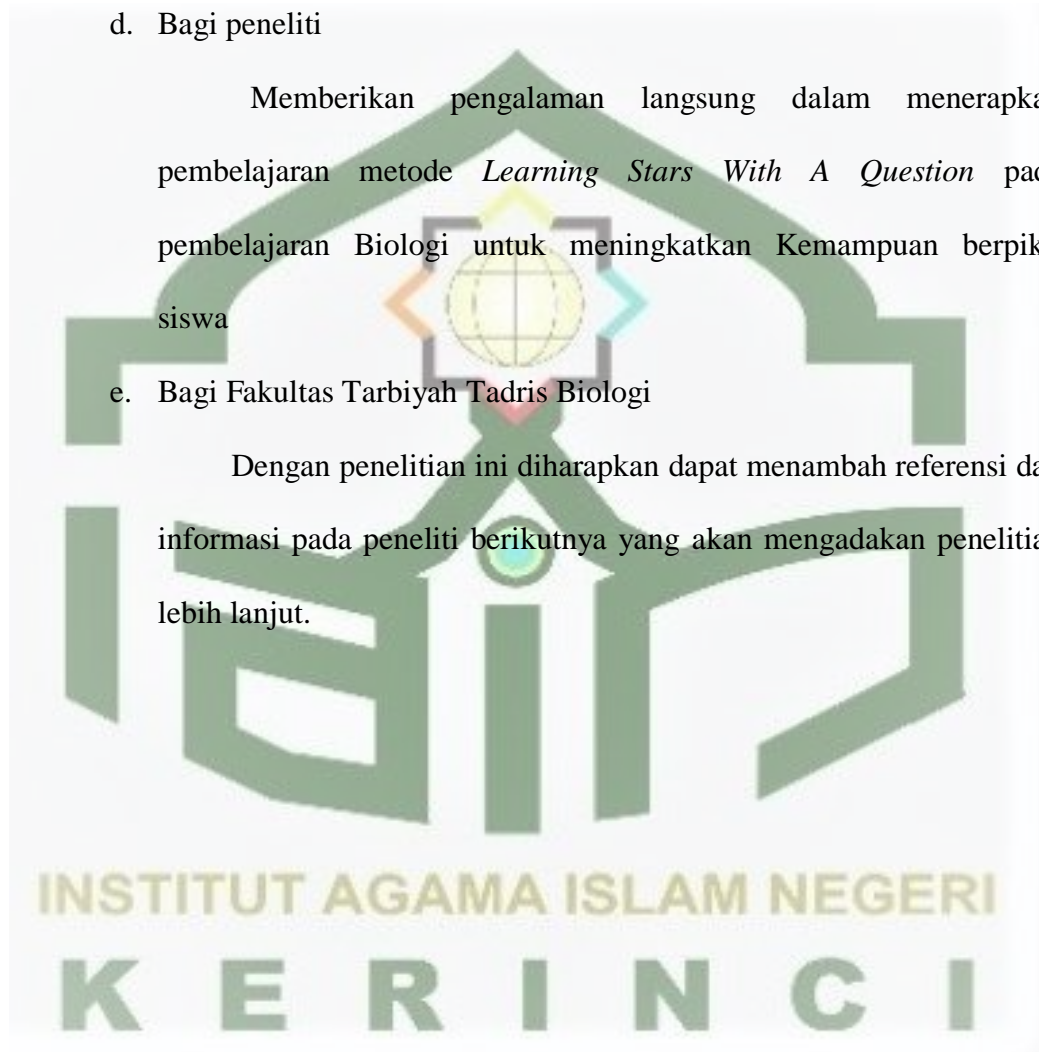 d. Bagi peneliti
Memberikan pengalaman langsung dalam menerapka
pembelajaran metode Learning Stars With A Question pad
pembelajaran Biologi untuk meningkatkan Kemampuan berpik
siswa
e. Bagi Fakultas Tarbiyah Tadris Biologi
Dengan penelitian ini diharapkan dapat menambah referensi da
informasi pada peneliti berikutnya yang akan mengadakan penelitia
lebih lanjut.
iain
INSTITUT AGAMA ISLAM NEGERI
KERINCI